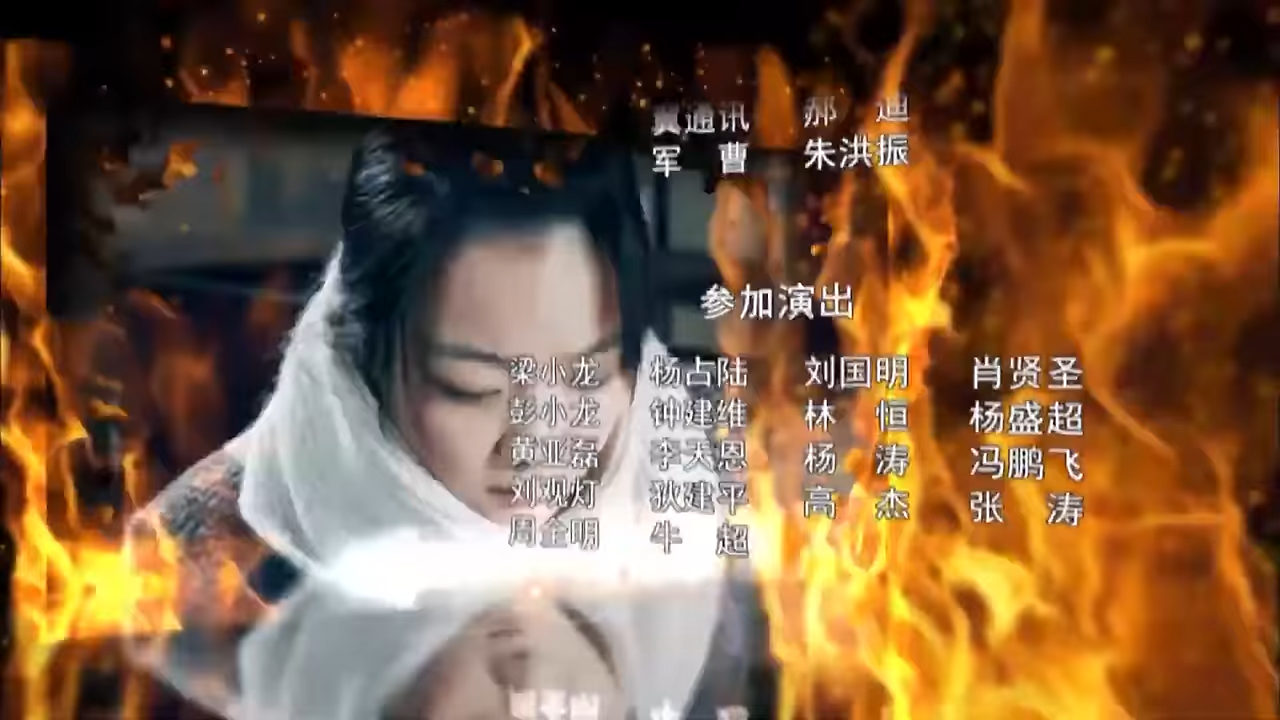 冀通讯 郝 迪
军 曹 朱洪振
参加演出
梁小龙 杨占陆 刘国明 肖贤圣
彭小龙 钟建维 林 恒 杨盛超
黄亚磊 李天恩 杨 涛 冯鹏飞
刘观灯 狄建平 高 杰 张 涛
周全明 牛 超